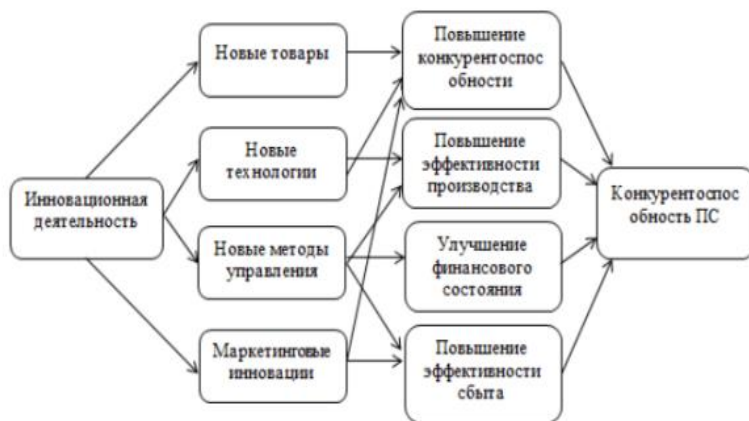 Инновационная
деятельность
Новые товары
Новые
технологии
Новые методы
управления
Маркетинговые
инновации
Повышение
конкурентоспос
обности
Повышение
эффективности
производства
Улучшение
финансового
состояния
Повышение
эффективности
сбыта
Конкурентоспос
обность ПС